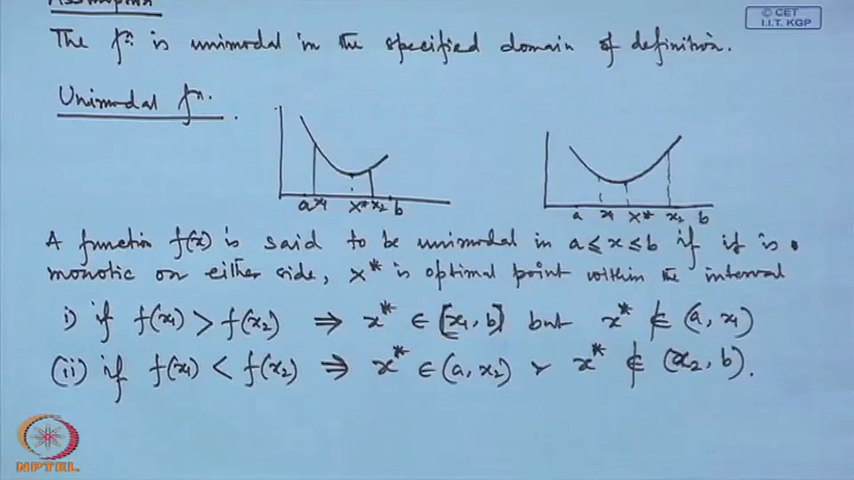 Assumption
© CET
I.I.T. KGP
The fⁿ. is unimodal in the specified domain of definition.
Unimodal fⁿ.
a x₁ x* x₂ b
a x₁ x* x₂ b
A function f(x) is said to be unimodal in a ≤ x ≤ b if if is
monotic on either side, x* is optimal point within the interval
i) if f(x₁) > f(x₂) ⇒ x* ∈ [x₁, b] but x* ∉ (a, x₁)
(ii) if f(x₁) < f(x₂) ⇒ x* ∈ (a, x₂) x* ∉ (x₂, b).
NPTEL